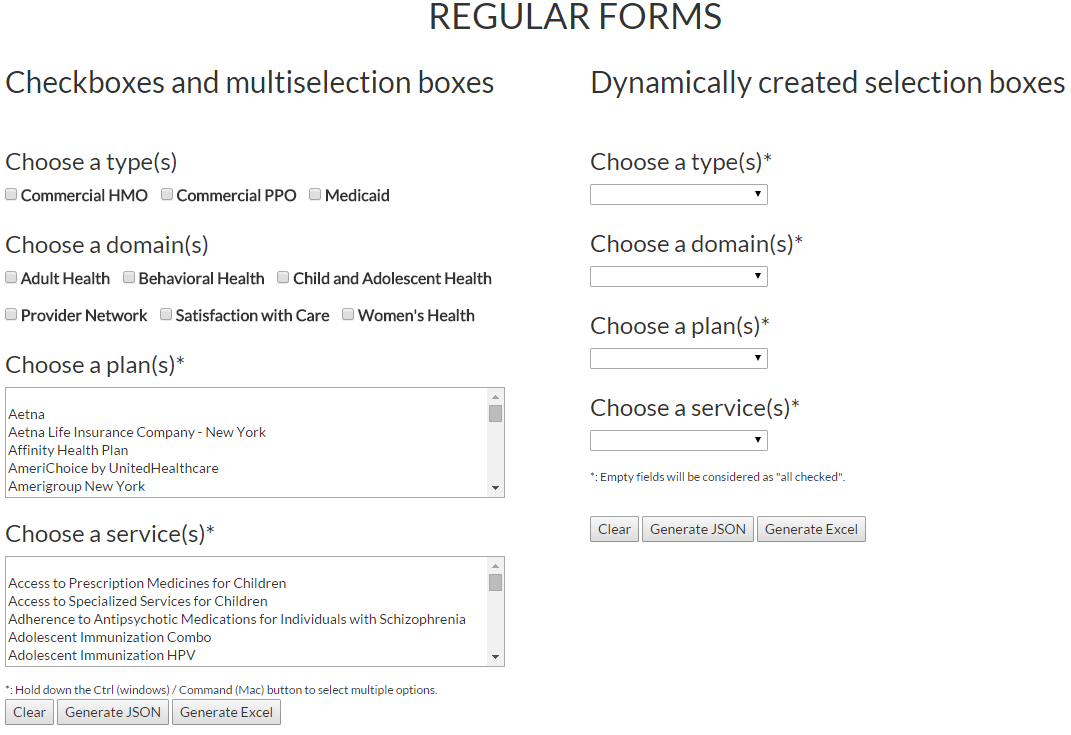 REGULAR FORMS
Checkboxes and multiselection boxes
Choose a type(s)
Commercial HMO Commercial PPO Medicaid
Choose a domain(s)
Adult Health Behavioral Health Child and Adolescent Health
Provider Network Satisfaction with Care Women's Health
Choose a plan(s)*
Aetna
Aetna Life Insurance Company - New York
Affinity Health Plan
AmeriChoice by UnitedHealthcare
Amerigroup New York
Choose a service(s)*
Access to Prescription Medicines for Children
Access to Specialized Services for Children
Adherence to Antipsychotic Medications for Individuals with Schizophrenia
Adolescent Immunization Combo
Adolescent Immunization HPV
*: Hold down the Ctrl (windows) / Command (Mac) button to select multiple options.
Clear Generate JSON Generate Excel
Dynamically created selection boxes
Choose a type(s)*
Choose a domain(s)*
Choose a plan(s)*
Choose a service(s)*
*: Empty fields will be considered as "all checked".
Clear Generate JSON Generate Excel